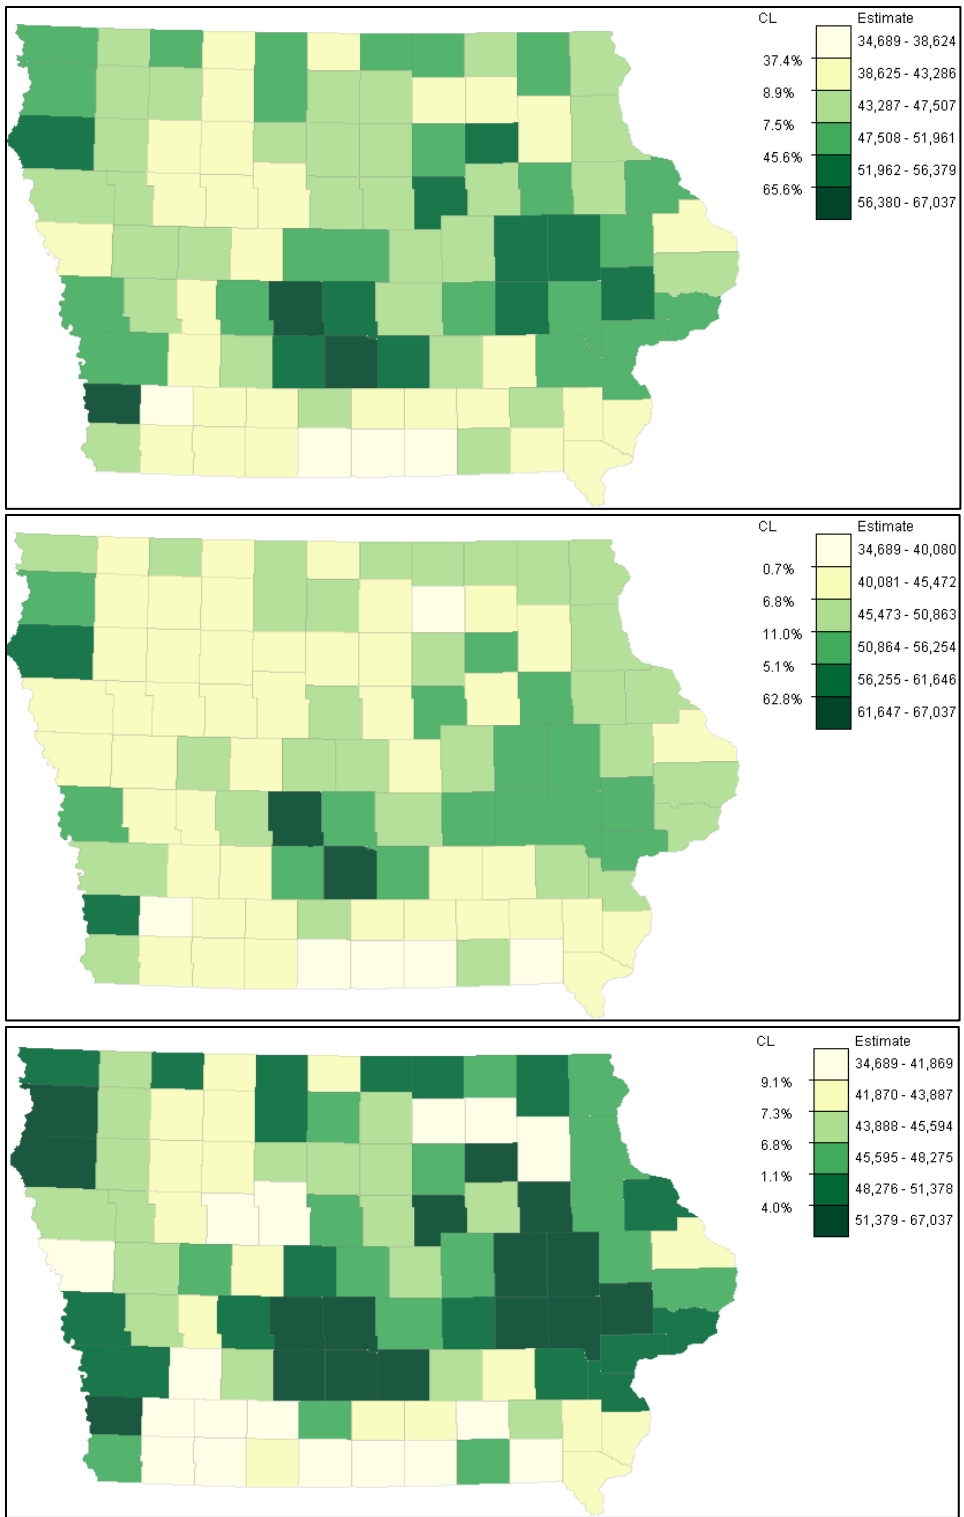 CL Estimate
34,689 - 38,624
37.4%
38,625 - 43,286
8.9%
43,287 - 47,507
7.5%
47,508 - 51,961
45.6%
51,962 - 56,379
65.6%
56,380 - 67,037
CL Estimate
34,689 - 40,080
0.7%
40,081 - 45,472
6.8%
45,473 - 50,863
11.0%
50,864 - 56,254
5.1%
56,255 - 61,646
62.8%
61,647 - 67,037
CL Estimate
34,689 - 41,869
9.1%
41,870 - 43,887
7.3%
43,888 - 45,594
6.8%
45,595 - 48,275
1.1%
48,276 - 51,378
4.0%
51,379 - 67,037